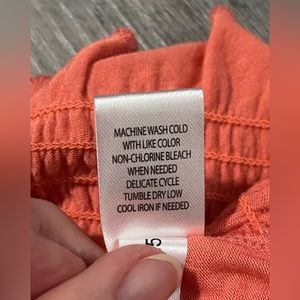 MACHINE WASH COLD
WITH LIKE COLOR
NON-CHLORINE BLEACH
WHEN NEEDED
DELICATE CYCLE
TUMBLE DRY LOW
COOL IRON IF NEEDED